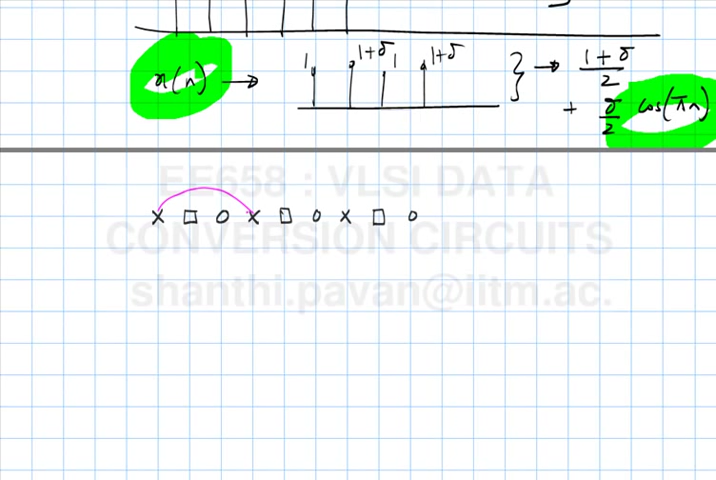 1 1+δ 1 1+δ } → (1+δ)/2
x(n) →
+ δ/2 cos(πn)
EE658 : VLSI DATA
x □ o x □ o x □ o
CONVERSION CIRCUITS
shanthi.pavan@iitm.ac.